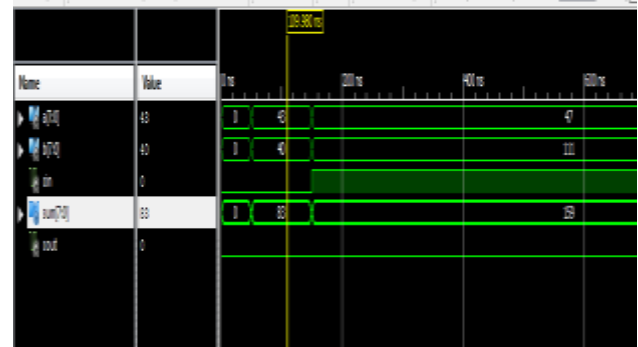 109.980 ns
Name Value 0 ns 200 ns 400 ns 600 ns
a[7:0] 43 0 43 47
b[7:0] 40 0 40 111
cin 0
sum[7:0] 83 0 83 159
cout 0